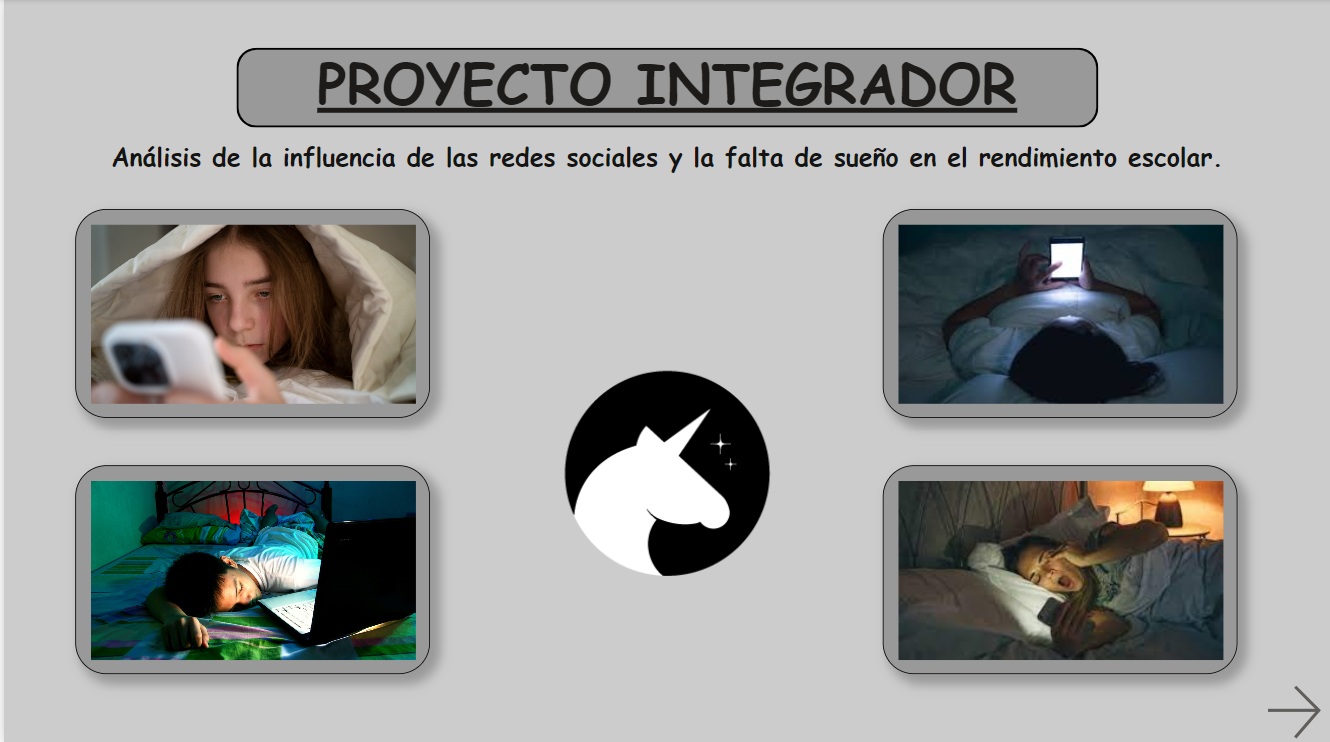 PROYECTO INTEGRADOR
Análisis de la influencia de las redes sociales y la falta de sueño en el rendimiento escolar.